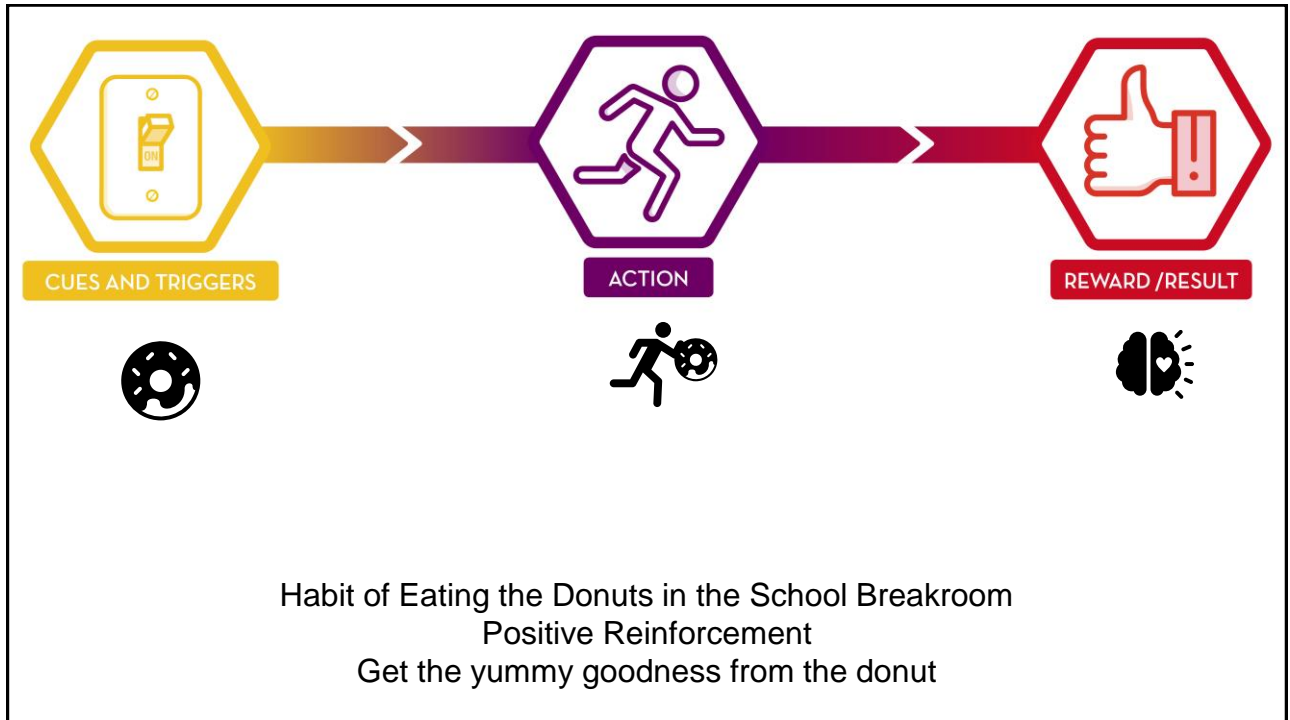 ON
CUES AND TRIGGERS
ACTION
REWARD /RESULT
Habit of Eating the Donuts in the School Breakroom
Positive Reinforcement
Get the yummy goodness from the donut